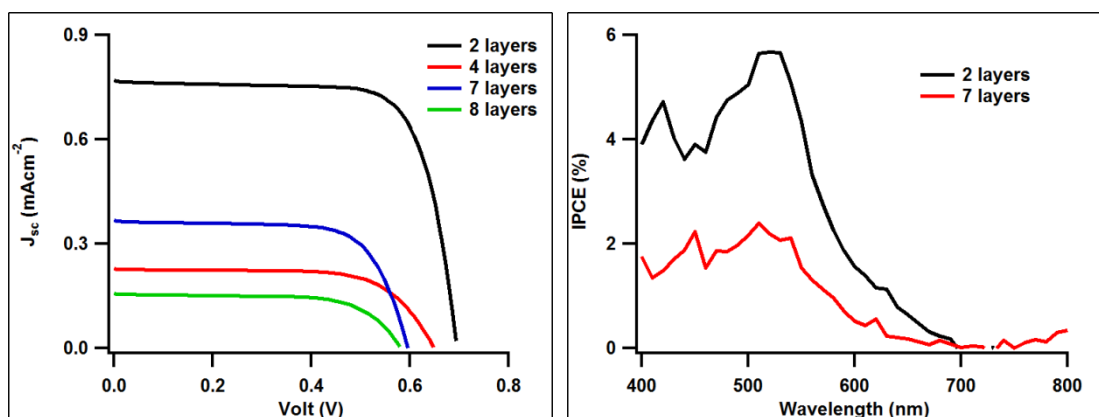 0.9
0.6
0.3
0.0
J_sc (mAcm⁻²)
0.0 0.2 0.4 0.6 0.8
Volt (V)
2 layers
4 layers
7 layers
8 layers
6
4
2
0
IPCE (%)
400 500 600 700 800
Wavelength (nm)
2 layers
7 layers